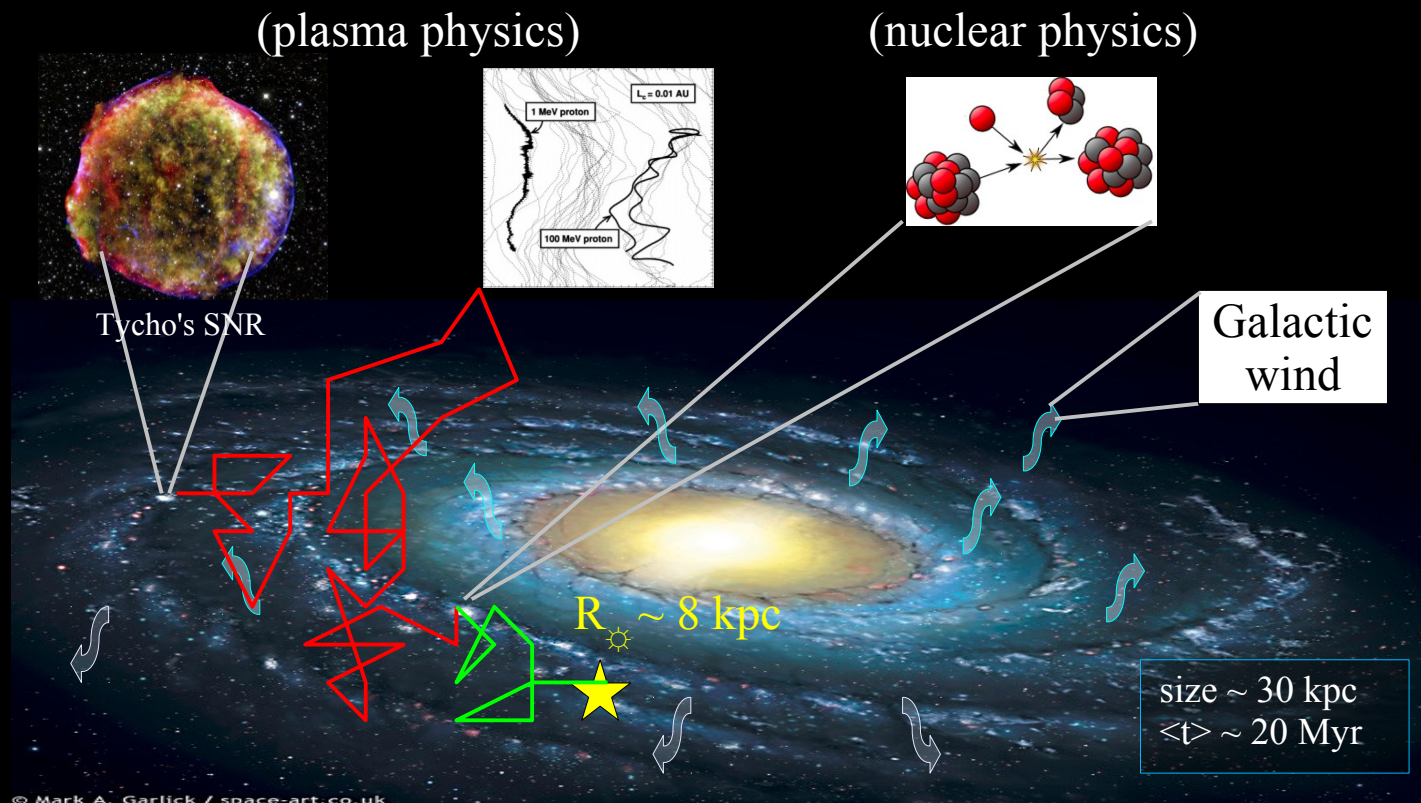 (plasma physics)
(nuclear physics)
L_c = 0.01 AU
1 MeV proton
100 MeV proton
Tycho's SNR
Galactic
wind
R☼ ~ 8 kpc
size ~ 30 kpc
<t> ~ 20 Myr
© Mark A. Garlick / space-art.co.uk